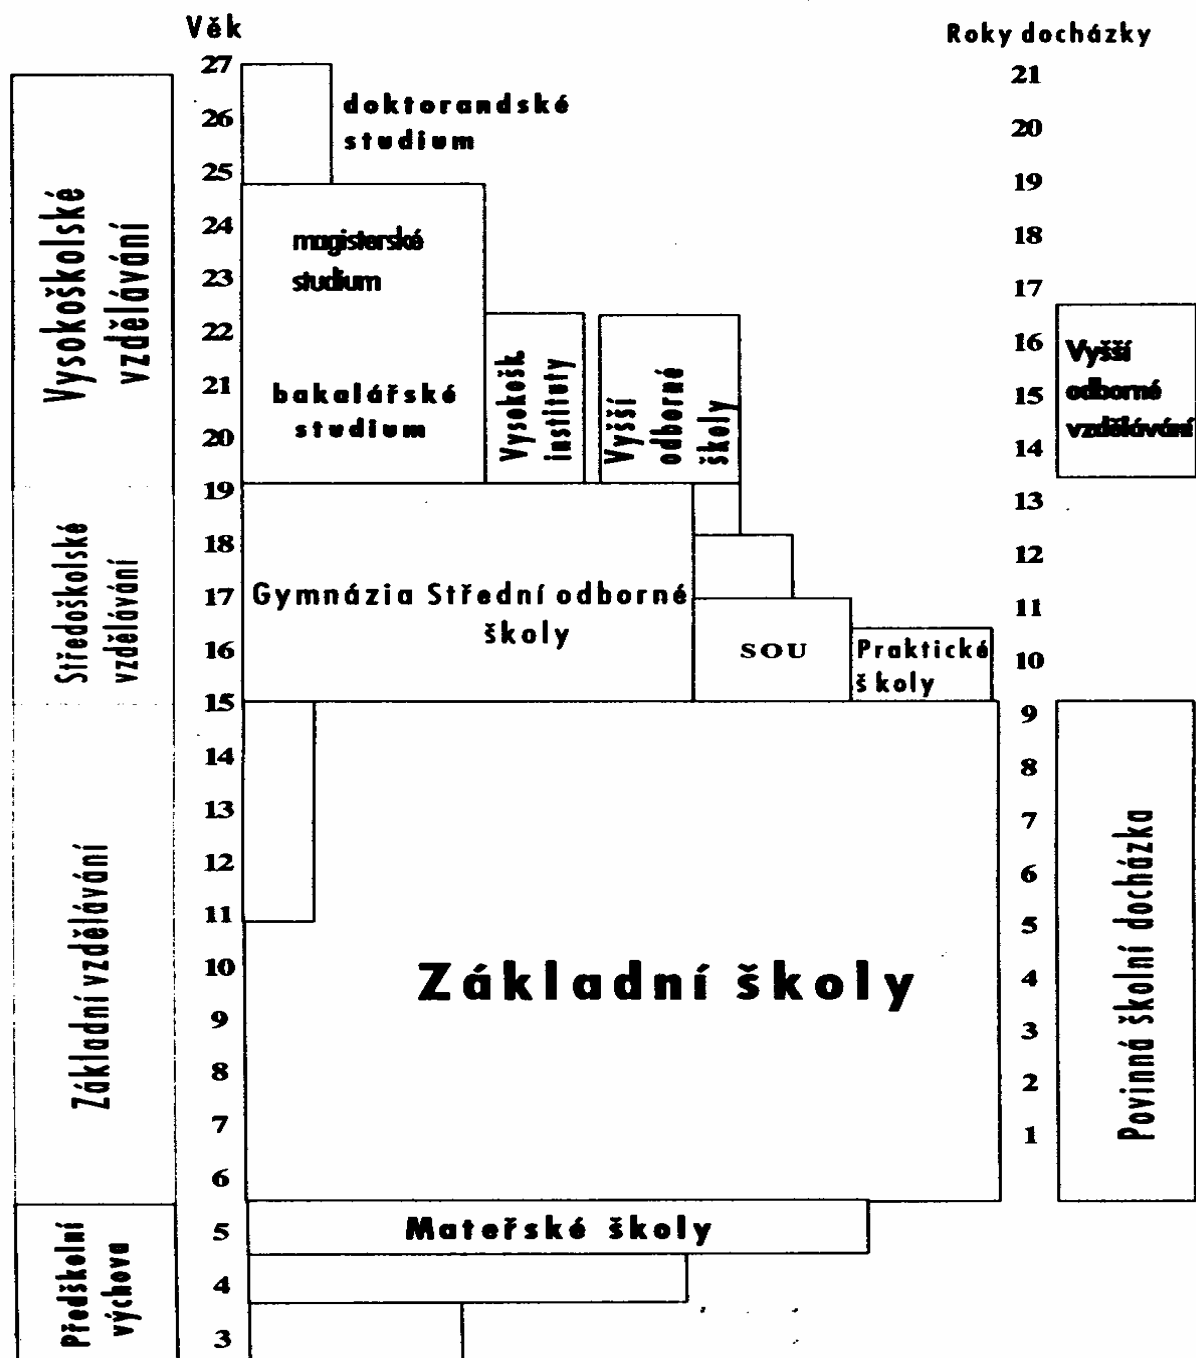 Věk
Roky docházky
27
26
25
24
23
22
21
20
19
18
17
16
15
14
13
12
11
10
9
8
7
6
5
4
3
21
20
19
18
17
16
15
14
13
12
11
10
9
8
7
6
5
4
3
2
1
Vysokoškolské
vzdělávání
Středoškolské
vzdělávání
Základní vzdělávání
Předškolní
výchova
doktorandské
studium
magisterské
studium
bakalářské
studium
Vysokošk.
instituty
Vyšší
odborné
školy
Gymnázia Střední odborné
školy
SOU
Praktické
školy
Základní školy
Mateřské školy
Vyšší
odborné
vzdělávání
Povinná školní docházka